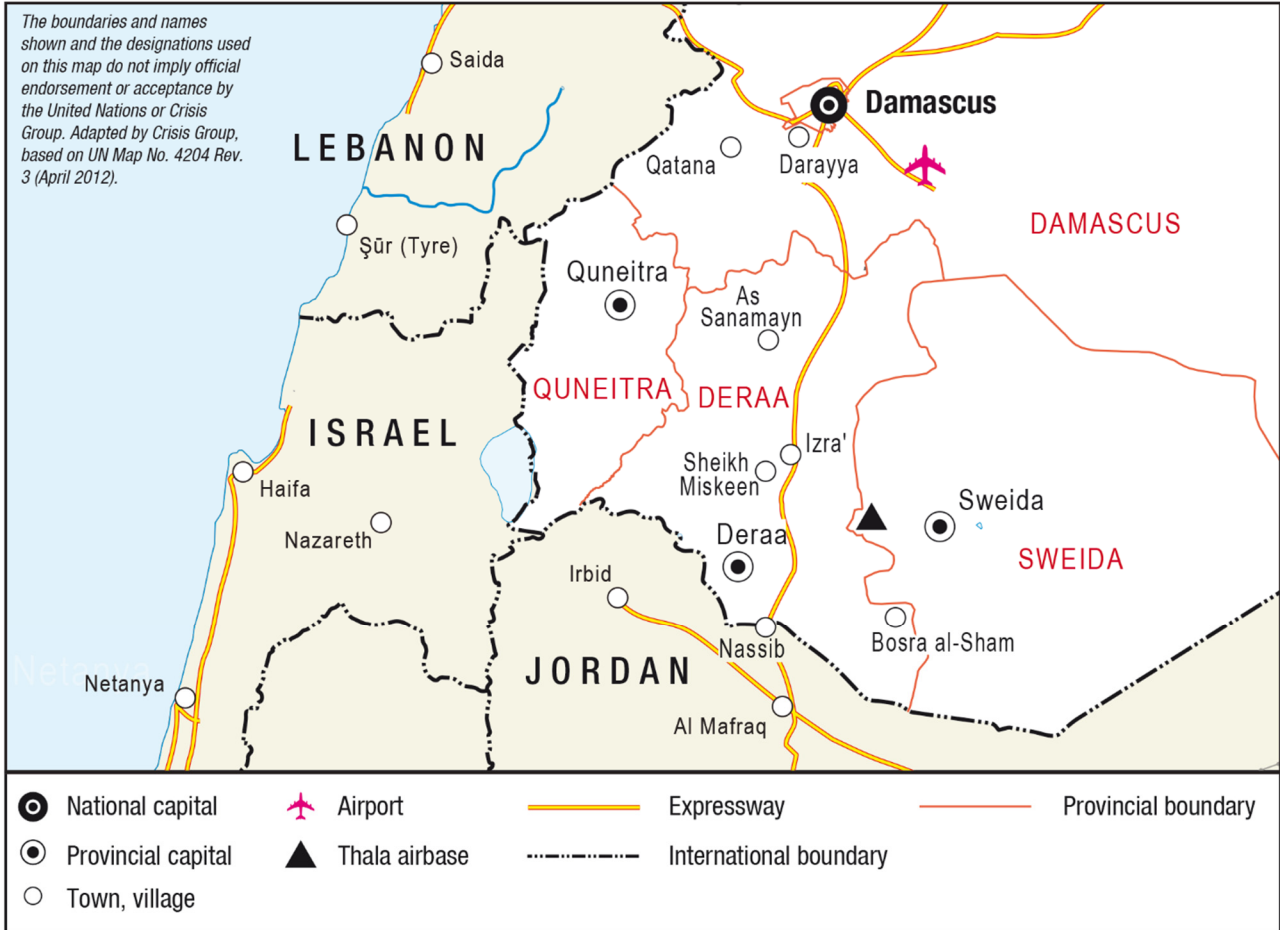 The boundaries and names
shown and the designations used
on this map do not imply official
endorsement or acceptance by
the United Nations or Crisis
Group. Adapted by Crisis Group,
based on UN Map No. 4204 Rev.
3 (April 2012).
Saida
Damascus
LEBANON
Qatana
Darayya
DAMASCUS
Şūr (Tyre)
Quneitra
As
Sanamayn
QUNEITRA
DERAA
ISRAEL
Izra'
Sheikh
Miskeen
Haifa
Sweida
Nazareth
Deraa
SWEIDA
Irbid
Nassib
Bosra al-Sham
JORDAN
Netanya
Netanya
Al Mafraq
National capital
Airport
Expressway
Provincial boundary
Provincial capital
Thala airbase
International boundary
Town, village